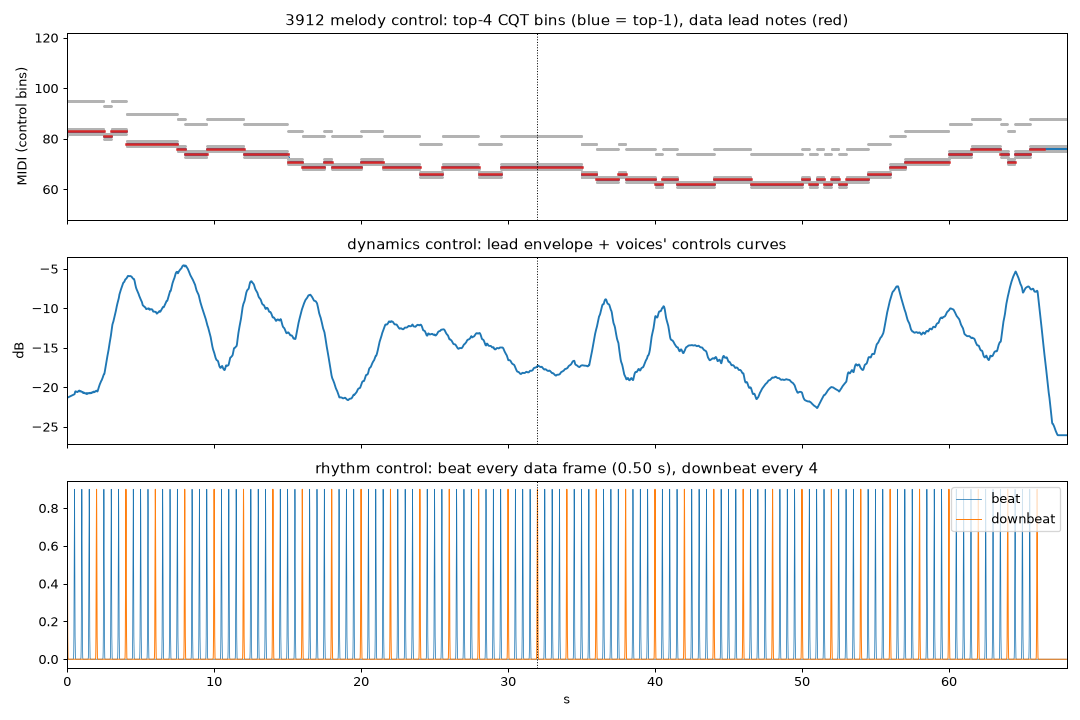 3912 melody control: top-4 CQT bins (blue = top-1), data lead notes (red)
120
100
80
60
MIDI (control bins)
dynamics control: lead envelope + voices' controls curves
−5
−10
−15
−20
−25
dB
rhythm control: beat every data frame (0.50 s), downbeat every 4
0.8
0.6
0.4
0.2
0.0
beat
downbeat
0 10 20 30 40 50 60
s